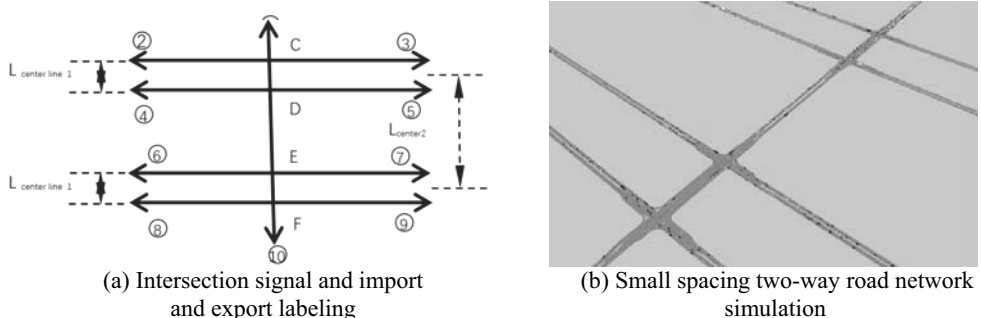 ② C ③
L center line 1
④ D ⑤
L center2
⑥ E ⑦
L center line 1
⑧ F ⑨
⑩
(a) Intersection signal and import
and export labeling
(b) Small spacing two-way road network
simulation